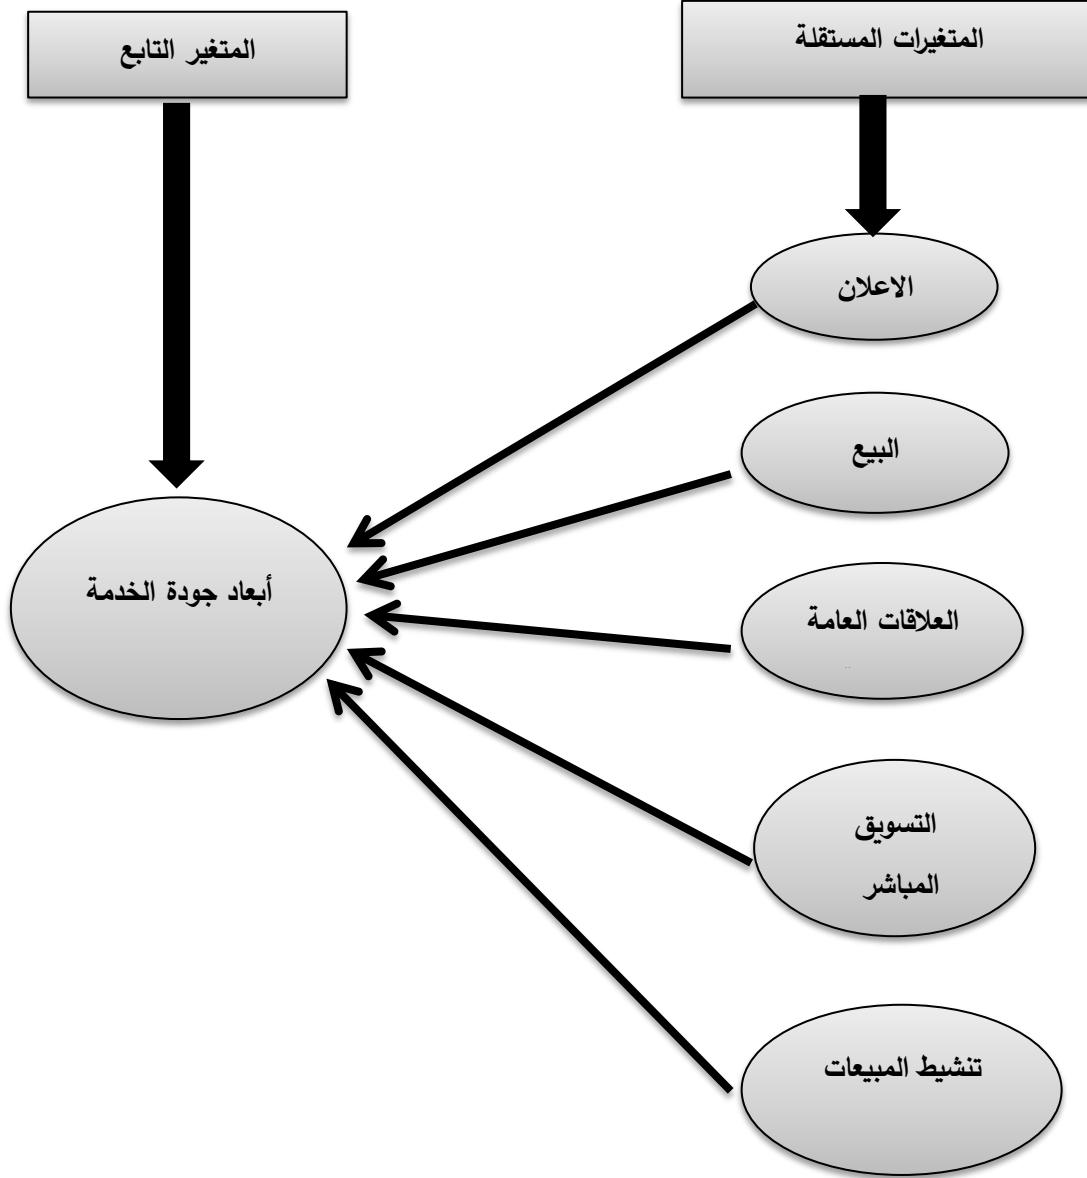 المتغيرات المستقلة
المتغير التابع
الاعلان
البيع
العلاقات العامة
أبعاد جودة الخدمة
التسويق
المباشر
تنشيط المبيعات